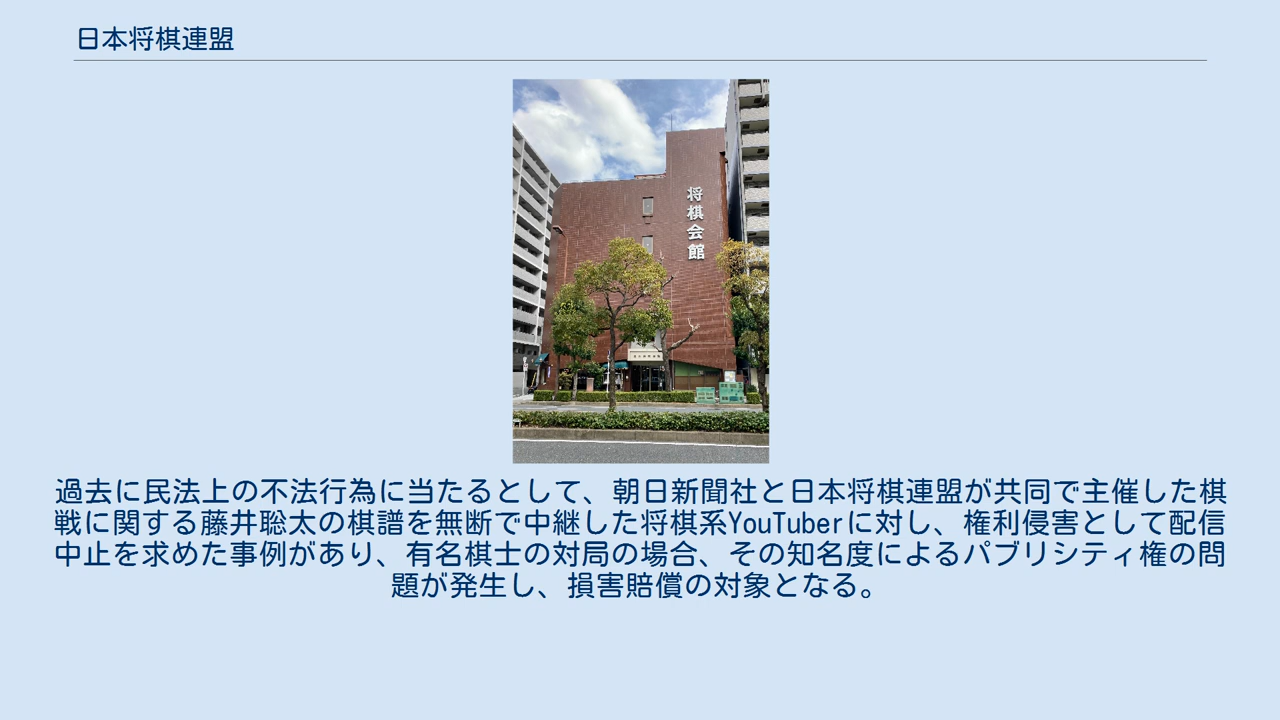 日本将棋連盟
将棋会館
過去に民法上の不法行為に当たるとして、朝日新聞社と日本将棋連盟が共同で主催した棋
戦に関する藤井聡太の棋譜を無断で中継した将棋系YouTuberに対し、権利侵害として配信
中止を求めた事例があり、有名棋士の対局の場合、その知名度によるパブリシティ権の問
題が発生し、損害賠償の対象となる。